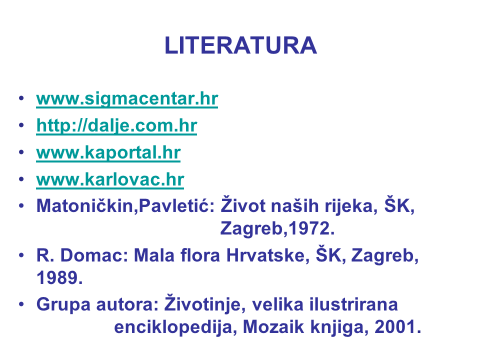 LITERATURA
• www.sigmacentar.hr
• http://dalje.com.hr
• www.kaportal.hr
• www.karlovac.hr
• Matoničkin,Pavletić: Život naših rijeka, ŠK,
Zagreb,1972.
• R. Domac: Mala flora Hrvatske, ŠK, Zagreb,
1989.
• Grupa autora: Životinje, velika ilustrirana
enciklopedija, Mozaik knjiga, 2001.